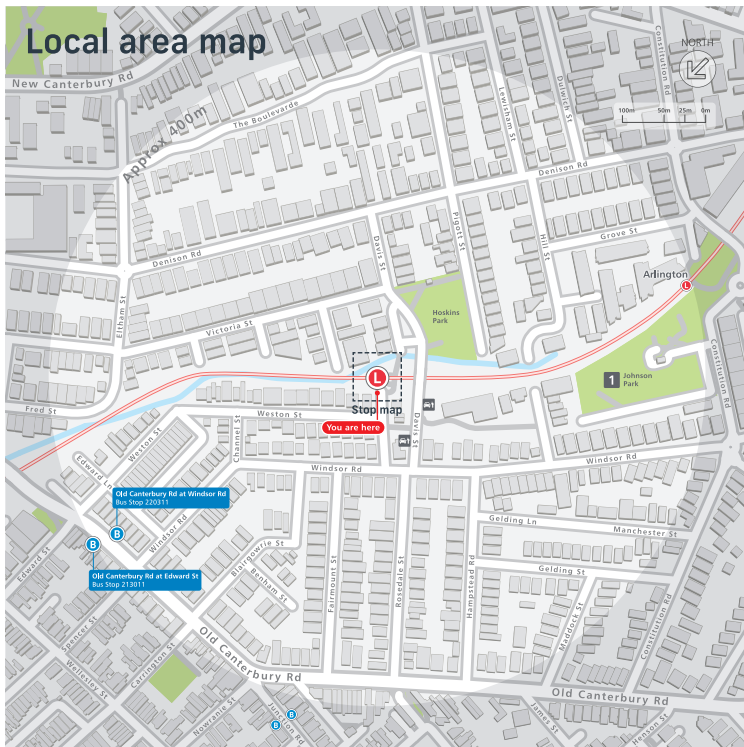 Local area map
NORTH
100m 50m 25m 0m
New Canterbury Rd
Constitution Rd
Dulwich St
Lewisham St
The Boulevarde
Approx 400m
Denison Rd
Denison Rd
Davis St
Pigott St
Hill St
Grove St
Arlington
L
Eltham St
Victoria St
Hoskins
Park
Constitution Rd
1
Johnson
Park
L
Stop map
Fred St
Weston St
You are here
Davis St
Weston St
Channel St
Windsor Rd
Windsor Rd
Edward Ln
Old Canterbury Rd at Windsor Rd
Bus Stop 220311
B
Windsor Rd
Gelding Ln
Manchester St
B
Edward St
Blairgowrie St
Gelding St
Old Canterbury Rd at Edward St
Bus Stop 213011
Benham St
Fairmount St
Rosedale St
Hampstead Rd
Maddock St
Constitution Rd
Spencer St
Carrington St
Wellesley St
Old Canterbury Rd
Old Canterbury Rd
Nowranie St
Junction Rd
B
B
James St
Henson St